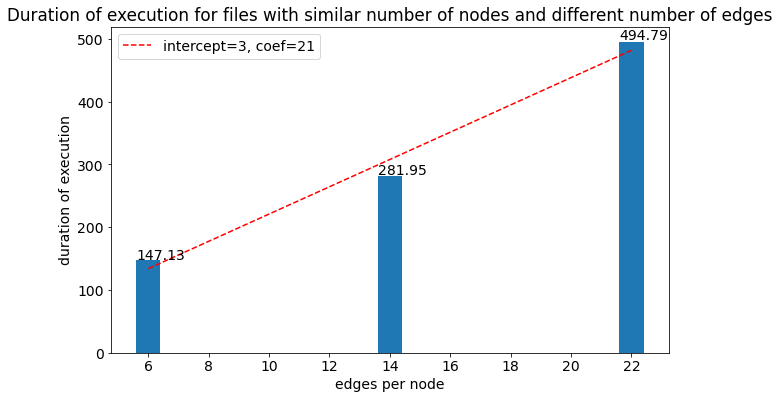 Duration of execution for files with similar number of nodes and different number of edges
intercept=3, coef=21
494.79
281.95
147.13
duration of execution
500
400
300
200
100
0
6 8 10 12 14 16 18 20 22
edges per node